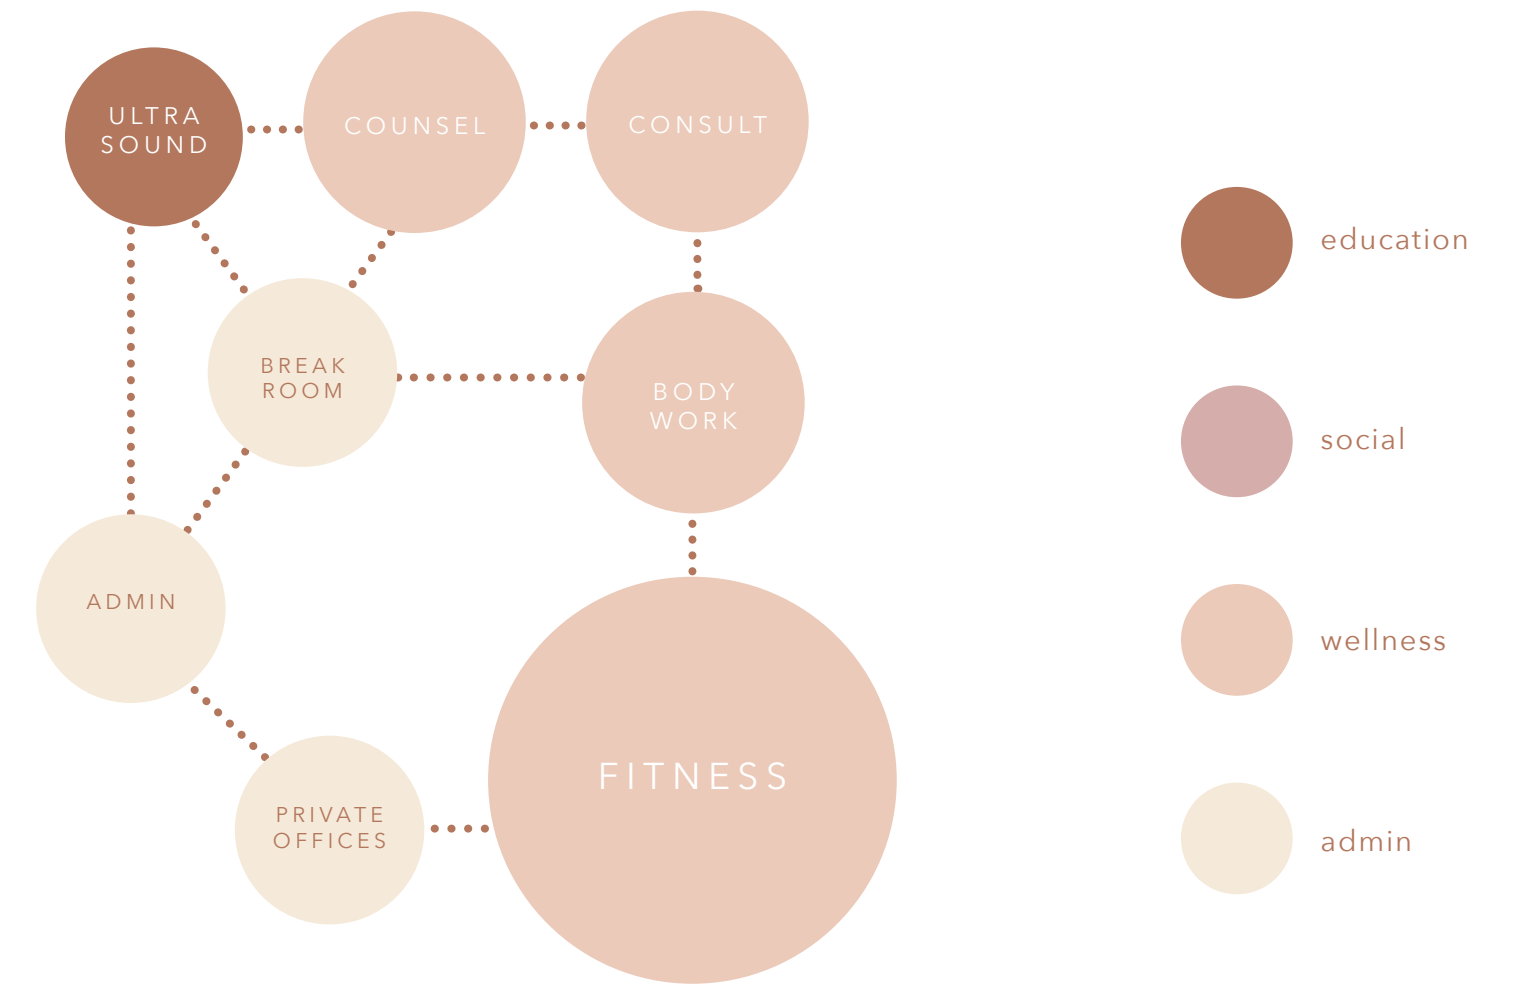 ULTRA
SOUND
COUNSEL
CONSULT
BREAK
ROOM
BODY
WORK
ADMIN
FITNESS
PRIVATE
OFFICES
education
social
wellness
admin